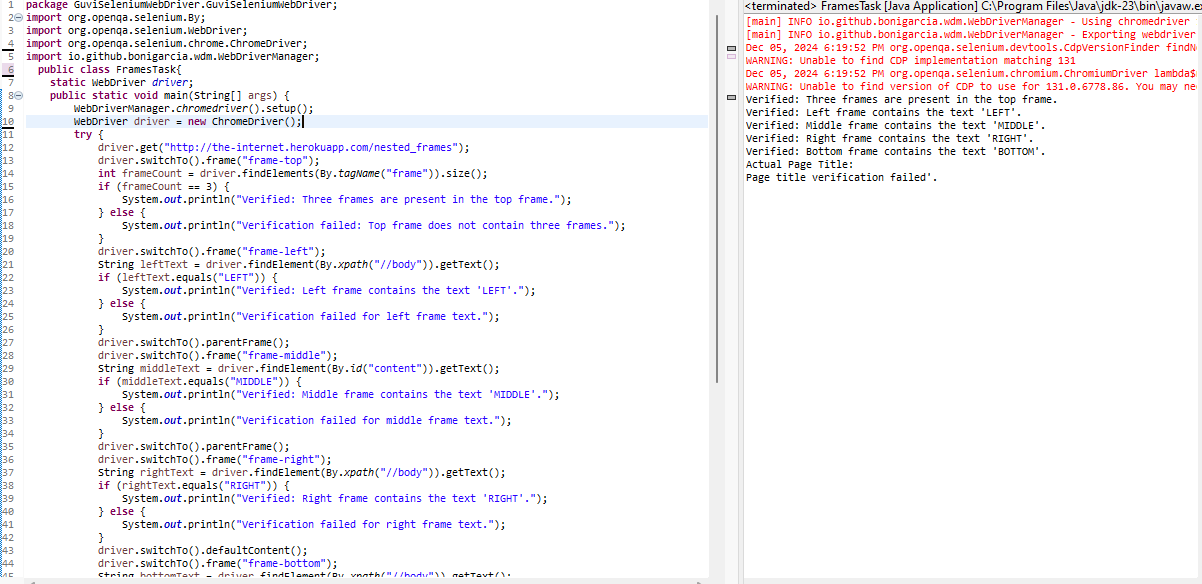 1 package GuviSeleniumWebDriver.GuviSeleniumWebDriver;
2 import org.openqa.selenium.By;
3 import org.openqa.selenium.WebDriver;
4 import org.openqa.selenium.chrome.ChromeDriver;
5 import io.github.bonigarcia.wdm.WebDriverManager;
6 public class FramesTask{
7 static WebDriver driver;
8 public static void main(String[] args) {
9 WebDriverManager.chromedriver().setup();
10 WebDriver driver = new ChromeDriver();
11 try {
12 driver.get("http://the-internet.herokuapp.com/nested_frames");
13 driver.switchTo().frame("frame-top");
14 int frameCount = driver.findElements(By.tagName("frame")).size();
15 if (frameCount == 3) {
16 System.out.println("Verified: Three frames are present in the top frame.");
17 } else {
18 System.out.println("Verification failed: Top frame does not contain three frames.");
19 }
20 driver.switchTo().frame("frame-left");
21 String leftText = driver.findElement(By.xpath("//body")).getText();
22 if (leftText.equals("LEFT")) {
23 System.out.println("Verified: Left frame contains the text 'LEFT'.");
24 } else {
25 System.out.println("Verification failed for left frame text.");
26 }
27 driver.switchTo().parentFrame();
28 driver.switchTo().frame("frame-middle");
29 String middleText = driver.findElement(By.id("content")).getText();
30 if (middleText.equals("MIDDLE")) {
31 System.out.println("Verified: Middle frame contains the text 'MIDDLE'.");
32 } else {
33 System.out.println("Verification failed for middle frame text.");
34 }
35 driver.switchTo().parentFrame();
36 driver.switchTo().frame("frame-right");
37 String rightText = driver.findElement(By.xpath("//body")).getText();
38 if (rightText.equals("RIGHT")) {
39 System.out.println("Verified: Right frame contains the text 'RIGHT'.");
40 } else {
41 System.out.println("Verification failed for right frame text.");
42 }
43 driver.switchTo().defaultContent();
44 driver.switchTo().frame("frame-bottom");
45 String bottomText = driver.findElement(By.xpath("//body")).getText();
<terminated> FramesTask [Java Application] C:\Program Files\Java\jdk-23\bin\javaw.ex
[main] INFO io.github.bonigarcia.wdm.WebDriverManager - Using chromedriver
[main] INFO io.github.bonigarcia.wdm.WebDriverManager - Exporting webdriver
Dec 05, 2024 6:19:52 PM org.openqa.selenium.devtools.CdpVersionFinder findN
WARNING: Unable to find CDP implementation matching 131
Dec 05, 2024 6:19:52 PM org.openqa.selenium.chromium.ChromiumDriver lambda$
WARNING: Unable to find version of CDP to use for 131.0.6778.86. You may ne
Verified: Three frames are present in the top frame.
Verified: Left frame contains the text 'LEFT'.
Verified: Middle frame contains the text 'MIDDLE'.
Verified: Right frame contains the text 'RIGHT'.
Verified: Bottom frame contains the text 'BOTTOM'.
Actual Page Title:
Page title verification failed'.